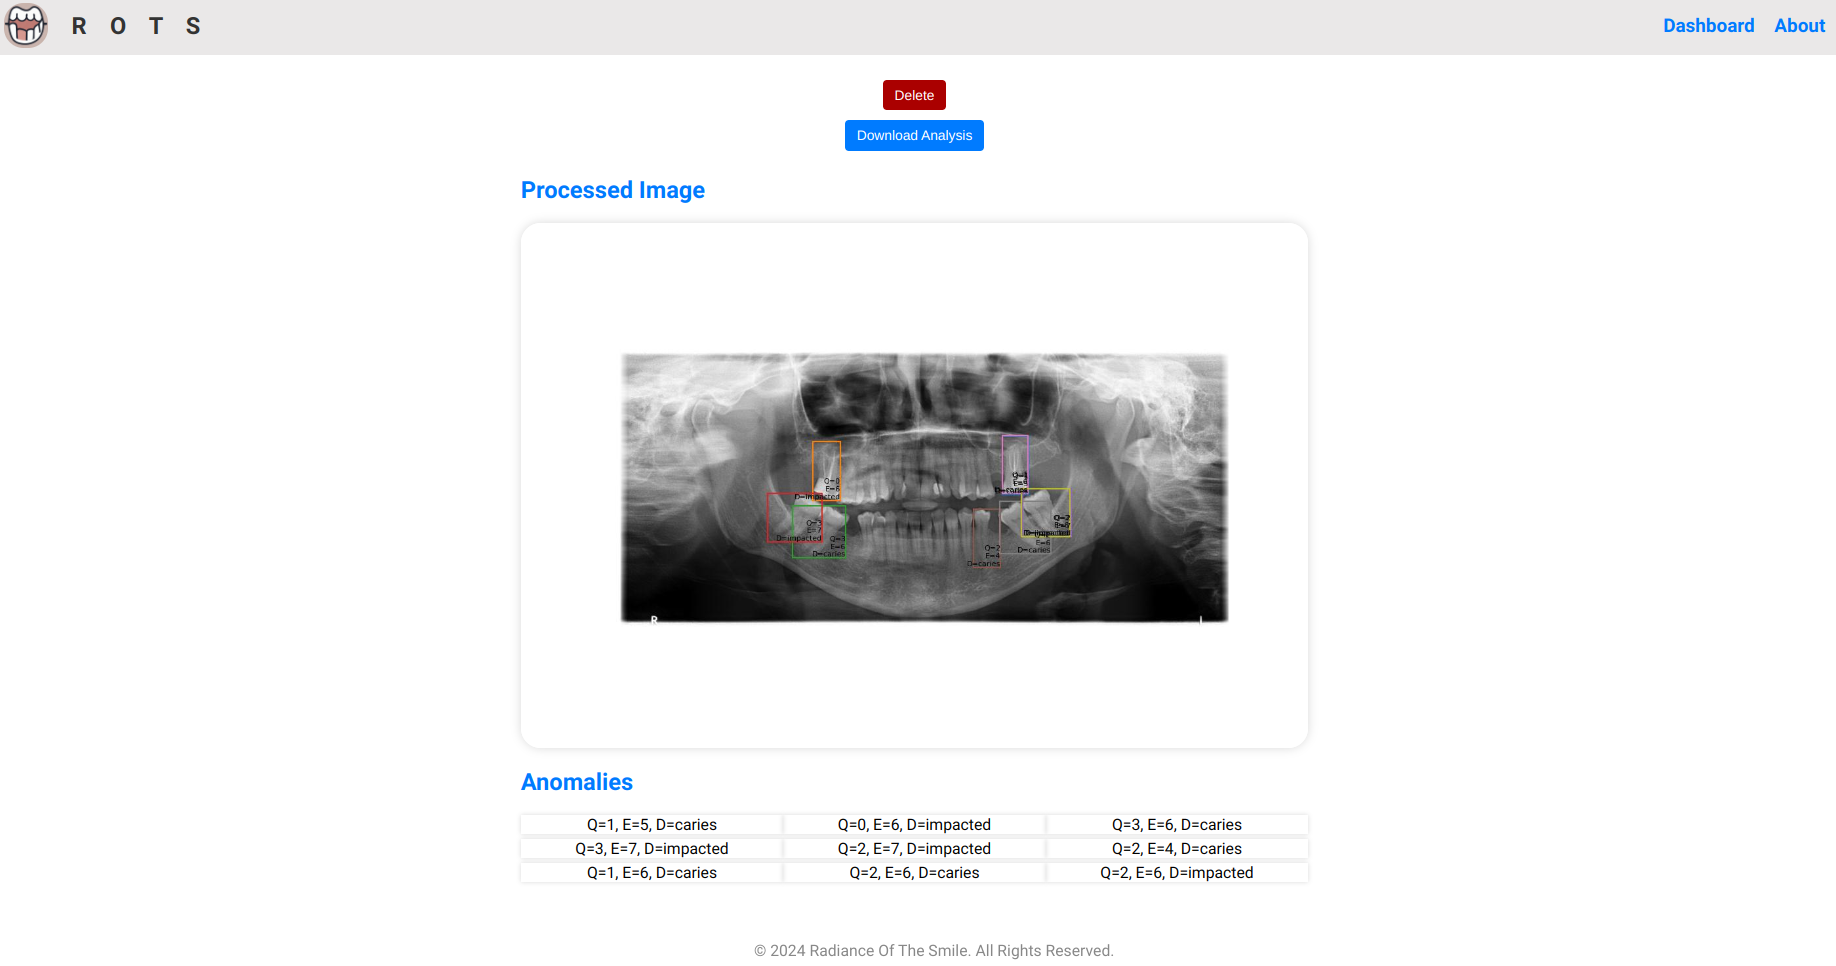 R O T S
Dashboard About
Delete
Download Analysis
Processed Image
Q=0
E=6
D=impacted
E=5
D=caries
Q=3
E=7
D=impacted
Q=3
E=6
D=caries
Q=2
E=7
E=6
D=caries
Q=2
E=4
D=caries
R
Anomalies
Q=1, E=5, D=caries Q=0, E=6, D=impacted Q=3, E=6, D=caries
Q=3, E=7, D=impacted Q=2, E=7, D=impacted Q=2, E=4, D=caries
Q=1, E=6, D=caries Q=2, E=6, D=caries Q=2, E=6, D=impacted
© 2024 Radiance Of The Smile. All Rights Reserved.